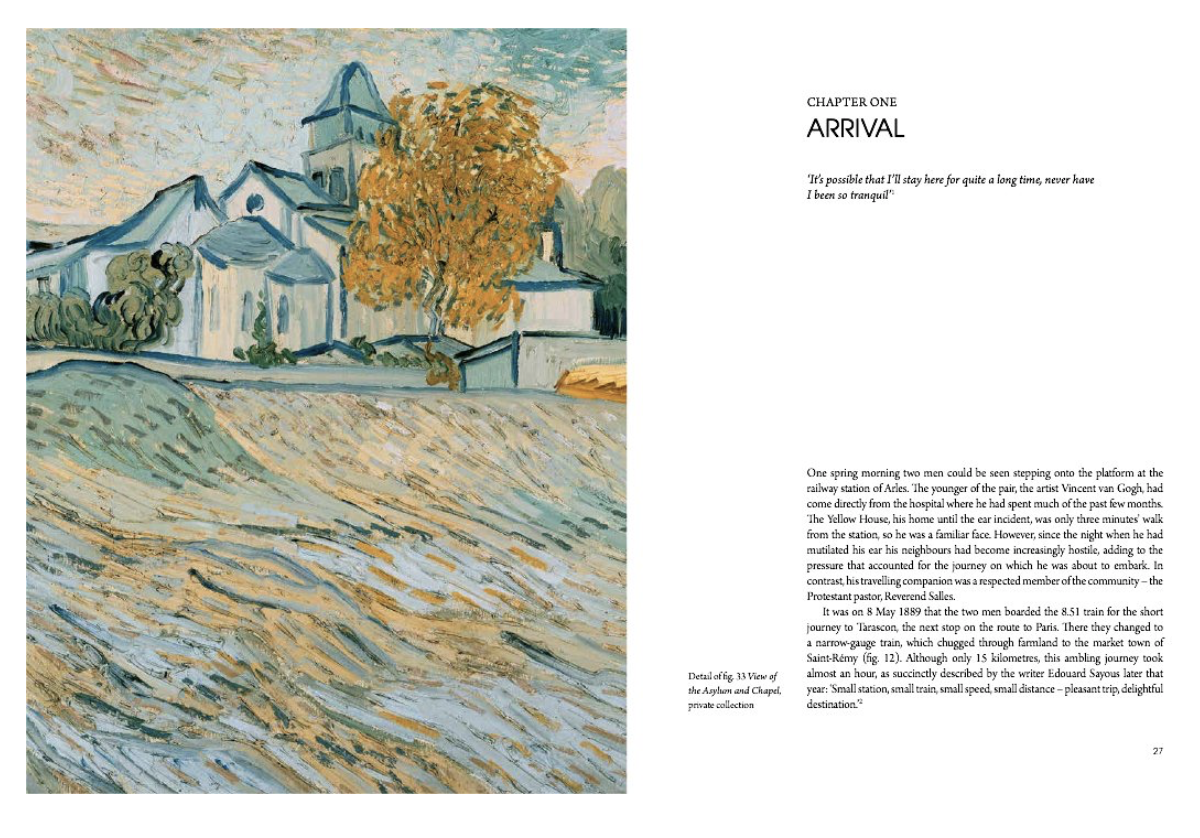 CHAPTER ONE
ARRIVAL
‘It’s possible that I’ll stay here for quite a long time, never have
I been so tranquil’¹
One spring morning two men could be seen stepping onto the platform at the
railway station of Arles. The younger of the pair, the artist Vincent van Gogh, had
come directly from the hospital where he had spent much of the past few months.
The Yellow House, his home until the ear incident, was only three minutes’ walk
from the station, so he was a familiar face. However, since the night when he had
mutilated his ear his neighbours had become increasingly hostile, adding to the
pressure that accounted for the journey on which he was about to embark. In
contrast, his travelling companion was a respected member of the community – the
Protestant pastor, Reverend Salles.
It was on 8 May 1889 that the two men boarded the 8.51 train for the short
journey to Tarascon, the next stop on the route to Paris. There they changed to
a narrow-gauge train, which chugged through farmland to the market town of
Saint-Rémy (fig. 12). Although only 15 kilometres, this ambling journey took
almost an hour, as succinctly described by the writer Edouard Sayous later that
year: ‘Small station, small train, small speed, small distance – pleasant trip, delightful
destination.’²
Detail of fig. 33 View of
the Asylum and Chapel,
private collection
27